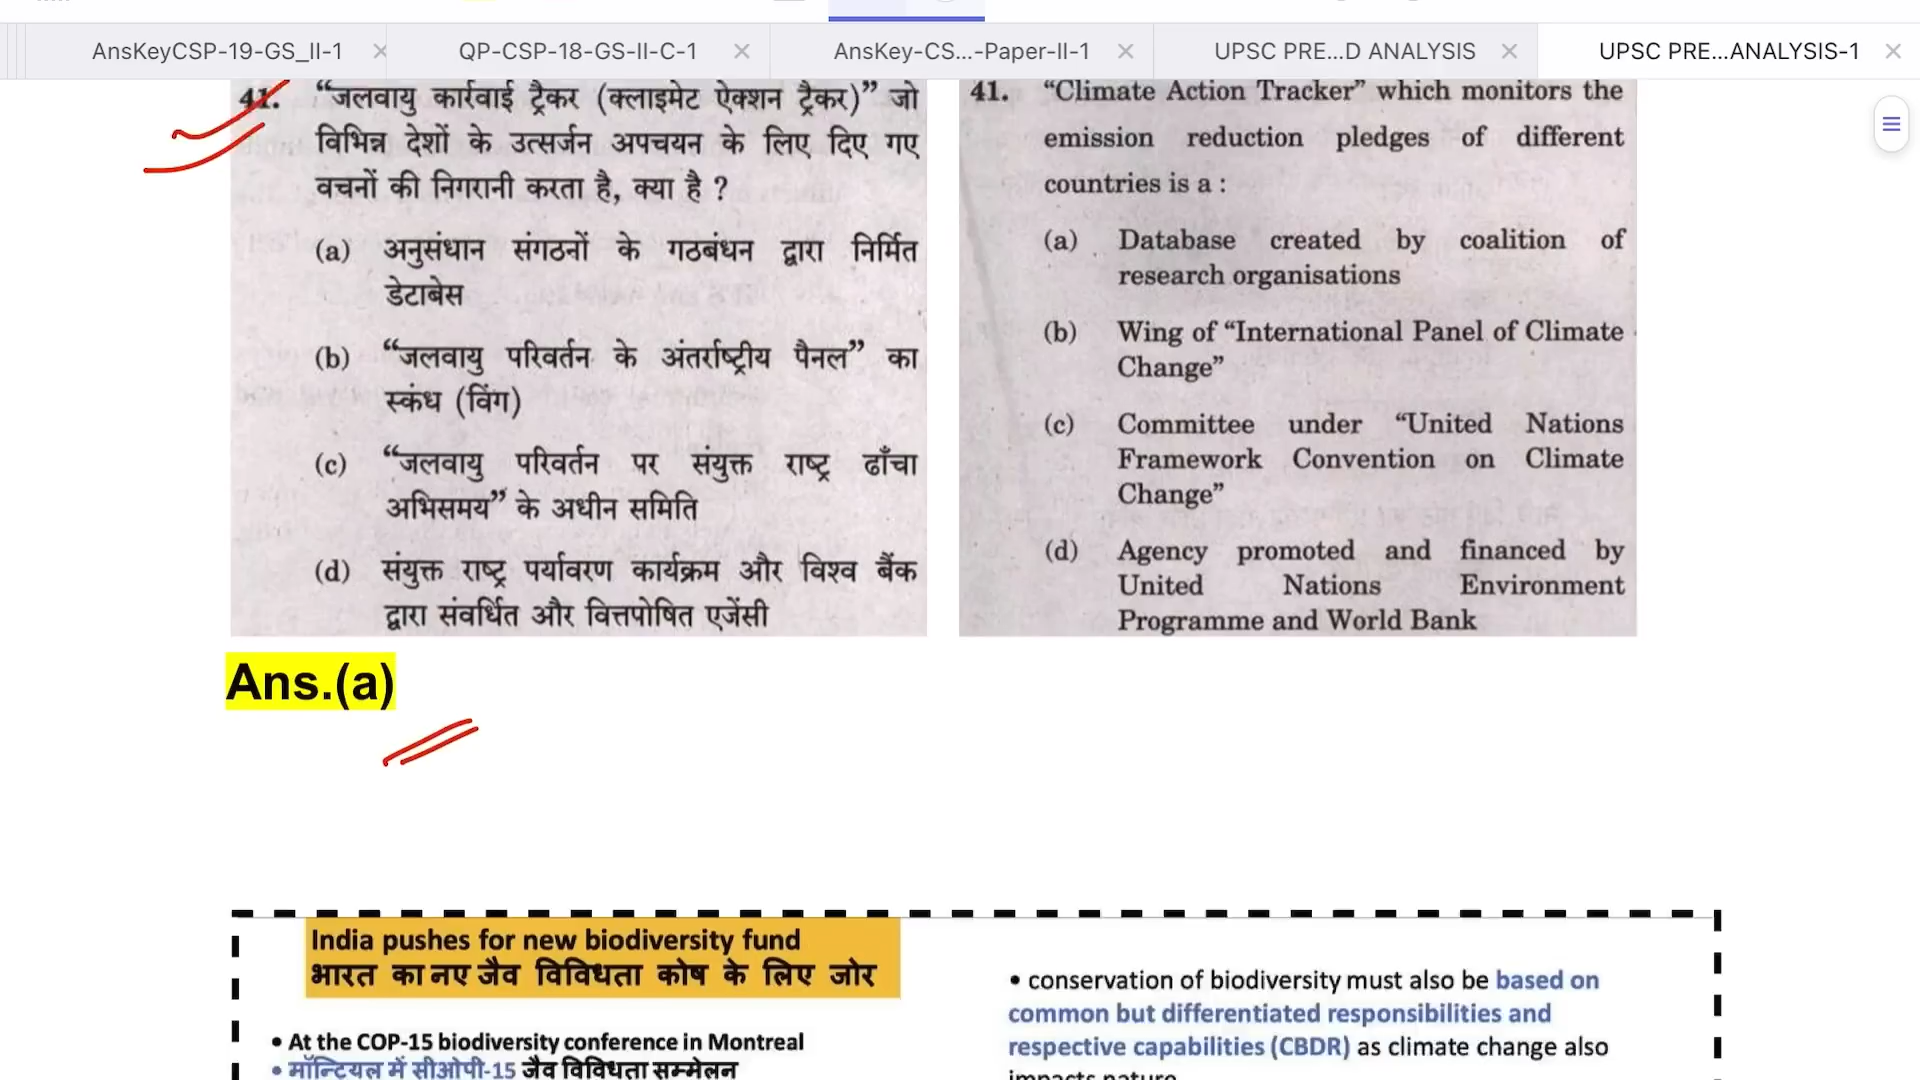 AnsKeyCSP-19-GS_II-1
QP-CSP-18-GS-II-C-1
AnsKey-CS...-Paper-II-1
UPSC PRE...D ANALYSIS
UPSC PRE...ANALYSIS-1
41. “जलवायु कार्रवाई ट्रैकर (क्लाइमेट ऐक्शन ट्रैकर)” जो
विभिन्न देशों के उत्सर्जन अपचयन के लिए दिए गए
वचनों की निगरानी करता है, क्या है ?
(a) अनुसंधान संगठनों के गठबंधन द्वारा निर्मित
डेटाबेस
(b) “जलवायु परिवर्तन के अंतर्राष्ट्रीय पैनल” का
स्कंध (विंग)
(c) “जलवायु परिवर्तन पर संयुक्त राष्ट्र ढाँचा
अभिसमय” के अधीन समिति
(d) संयुक्त राष्ट्र पर्यावरण कार्यक्रम और विश्व बैंक
द्वारा संवर्धित और वित्तपोषित एजेंसी
41. “Climate Action Tracker” which monitors the
emission reduction pledges of different
countries is a :
(a) Database created by coalition of
research organisations
(b) Wing of “International Panel of Climate
Change”
(c) Committee under “United Nations
Framework Convention on Climate
Change”
(d) Agency promoted and financed by
United Nations Environment
Programme and World Bank
Ans.(a)
India pushes for new biodiversity fund
भारत का नए जैव विविधता कोष के लिए जोर
• At the COP-15 biodiversity conference in Montreal
• मॉन्ट्रियल में सीओपी-15 जैव विविधता सम्मेलन
• conservation of biodiversity must also be based on
common but differentiated responsibilities and
respective capabilities (CBDR) as climate change also
impacts nature